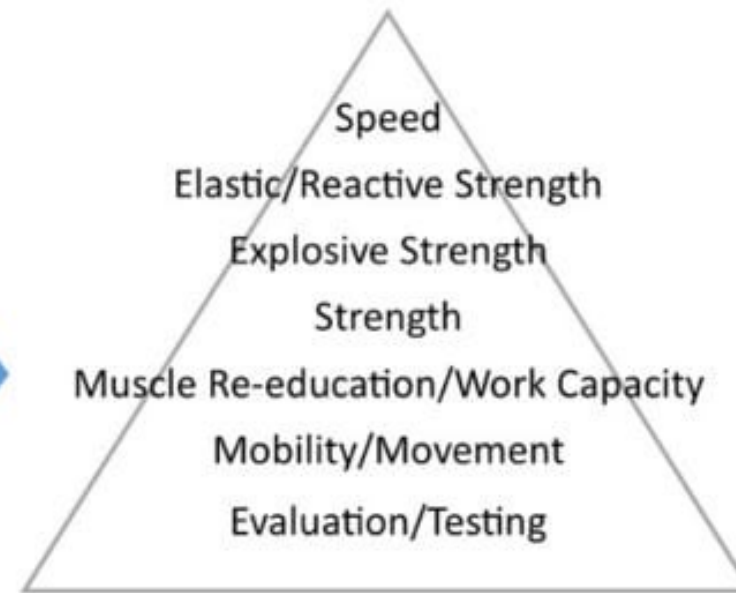 Speed
Elastic/Reactive Strength
Explosive Strength
Strength
Muscle Re-education/Work Capacity
Mobility/Movement
Evaluation/Testing